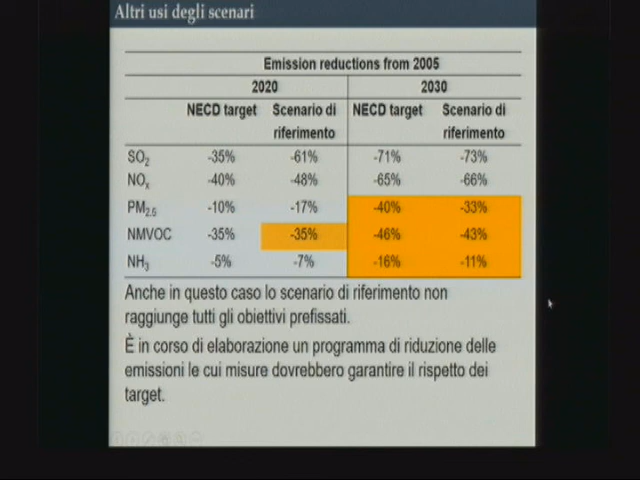 Altri usi degli scenari
Emission reductions from 2005
2020 2030
NECD target Scenario di riferimento NECD target Scenario di riferimento
SO2 -35% -61% -71% -73%
NOx -40% -48% -65% -66%
PM2.5 -10% -17% -40% -33%
NMVOC -35% -35% -46% -43%
NH3 -5% -7% -16% -11%
Anche in questo caso lo scenario di riferimento non
raggiunge tutti gli obiettivi prefissati.
È in corso di elaborazione un programma di riduzione delle
emissioni le cui misure dovrebbero garantire il rispetto dei
target.